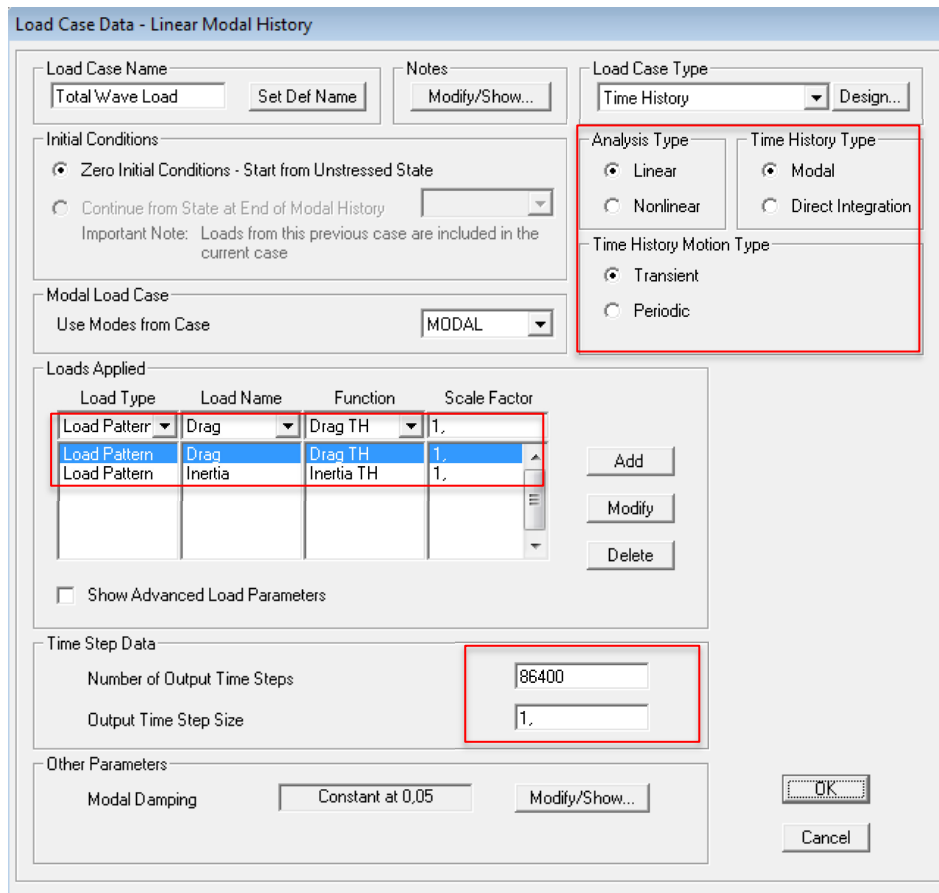 Load Case Data - Linear Modal History
Load Case Name
Total Wave Load
Set Def Name
Notes
Modify/Show...
Load Case Type
Time History
Design...
Initial Conditions
Zero Initial Conditions - Start from Unstressed State
Continue from State at End of Modal History
Important Note: Loads from this previous case are included in the
current case
Analysis Type
Linear
Nonlinear
Time History Type
Modal
Direct Integration
Time History Motion Type
Transient
Periodic
Modal Load Case
Use Modes from Case
MODAL
Loads Applied
Load Type Load Name Function Scale Factor
Load Pattern Drag Drag TH 1,
Load Pattern Drag Drag TH 1,
Load Pattern Inertia Inertia TH 1,
Add
Modify
Delete
Show Advanced Load Parameters
Time Step Data
Number of Output Time Steps 86400
Output Time Step Size 1,
Other Parameters
Modal Damping Constant at 0,05 Modify/Show...
OK
Cancel